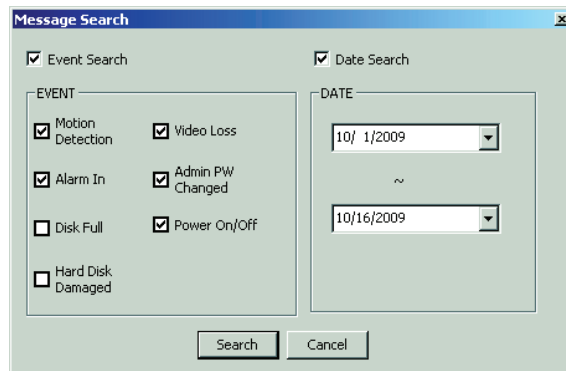 Message Search
Event Search
Date Search
EVENT
Motion
Detection
Video Loss
Alarm In
Admin PW
Changed
Disk Full
Power On/Off
Hard Disk
Damaged
DATE
10/ 1/2009
~
10/16/2009
Search
Cancel